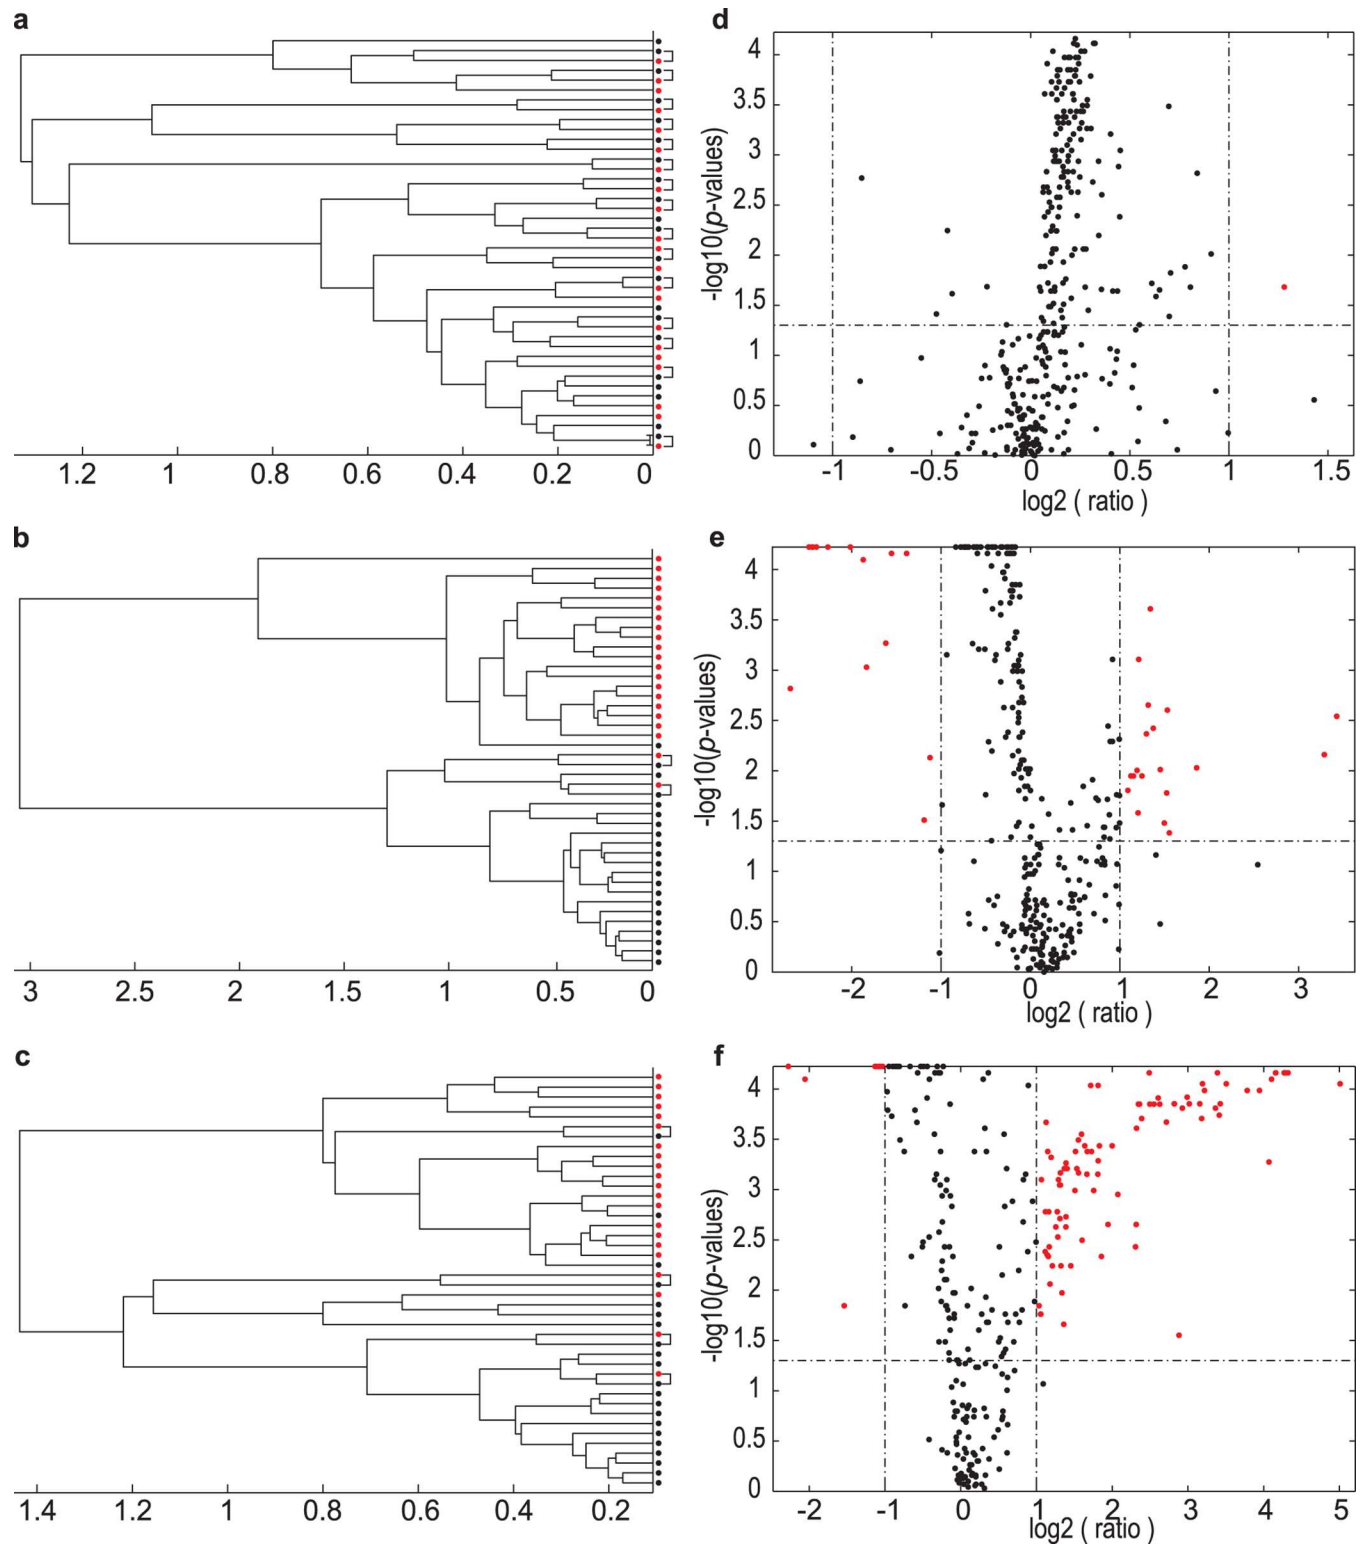 a
1.2 1 0.8 0.6 0.4 0.2 0
d
4
3.5
3
2.5
2
1.5
1
0.5
0
-log10(p-values)
-1 -0.5 0 0.5 1 1.5
log2 ( ratio )
b
3 2.5 2 1.5 1 0.5 0
e
4
3.5
3
2.5
2
1.5
1
0.5
0
-log10(p-values)
-2 -1 0 1 2 3
log2 ( ratio )
c
1.4 1.2 1 0.8 0.6 0.4 0.2
f
4
3.5
3
2.5
2
1.5
1
0.5
0
-log10(p-values)
-2 -1 0 1 2 3 4 5
log2 ( ratio )